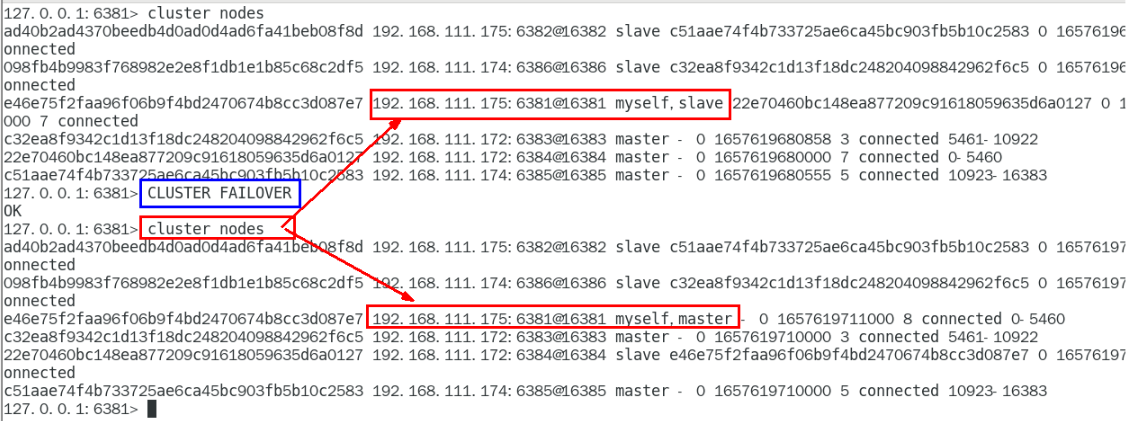 127.0.0.1:6381> cluster nodes
ad40b2ad4370beedb4d0ad0d4ad6fa41beb08f8d 192.168.111.175:6382@16382 slave c51aae74f4b733725ae6ca45bc903fb5b10c2583 0 16576196
onnected
098fb4b9983f768982e2e8f1db1e1b85c68c2df5 192.168.111.174:6386@16386 slave c32ea8f9342c1d13f18dc248204098842962f6c5 0 16576196
onnected
e46e75f2faa96f06b9f4bd2470674b8cc3d087e7 192.168.111.175:6381@16381 myself,slave 22e70460bc148ea877209c91618059635d6a0127 0 1
000 7 connected
c32ea8f9342c1d13f18dc248204098842962f6c5 192.168.111.172:6383@16383 master - 0 1657619680858 3 connected 5461-10922
22e70460bc148ea877209c91618059635d6a0127 192.168.111.172:6384@16384 master - 0 1657619680000 7 connected 0-5460
c51aae74f4b733725ae6ca45bc903fb5b10c2583 192.168.111.174:6385@16385 master - 0 1657619680555 5 connected 10923-16383
127.0.0.1:6381> CLUSTER FAILOVER
OK
127.0.0.1:6381> cluster nodes
ad40b2ad4370beedb4d0ad0d4ad6fa41beb08f8d 192.168.111.175:6382@16382 slave c51aae74f4b733725ae6ca45bc903fb5b10c2583 0 16576197
onnected
098fb4b9983f768982e2e8f1db1e1b85c68c2df5 192.168.111.174:6386@16386 slave c32ea8f9342c1d13f18dc248204098842962f6c5 0 16576197
onnected
e46e75f2faa96f06b9f4bd2470674b8cc3d087e7 192.168.111.175:6381@16381 myself,master - 0 1657619711000 8 connected 0-5460
c32ea8f9342c1d13f18dc248204098842962f6c5 192.168.111.172:6383@16383 master - 0 1657619710000 3 connected 5461-10922
22e70460bc148ea877209c91618059635d6a0127 192.168.111.172:6384@16384 slave e46e75f2faa96f06b9f4bd2470674b8cc3d087e7 0 16576197
onnected
c51aae74f4b733725ae6ca45bc903fb5b10c2583 192.168.111.174:6385@16385 master - 0 1657619710000 5 connected 10923-16383
127.0.0.1:6381>